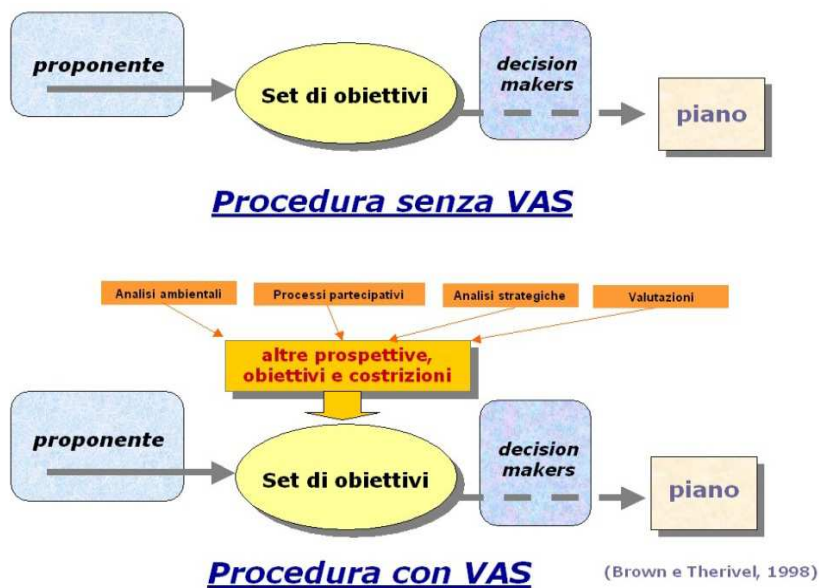 proponente
Set di obiettivi
decision
makers
piano
Procedura senza VAS
Analisi ambientali
Processi partecipativi
Analisi strategiche
Valutazioni
altre prospettive,
obiettivi e costrizioni
proponente
Set di obiettivi
decision
makers
piano
Procedura con VAS
(Brown e Therivel, 1998)